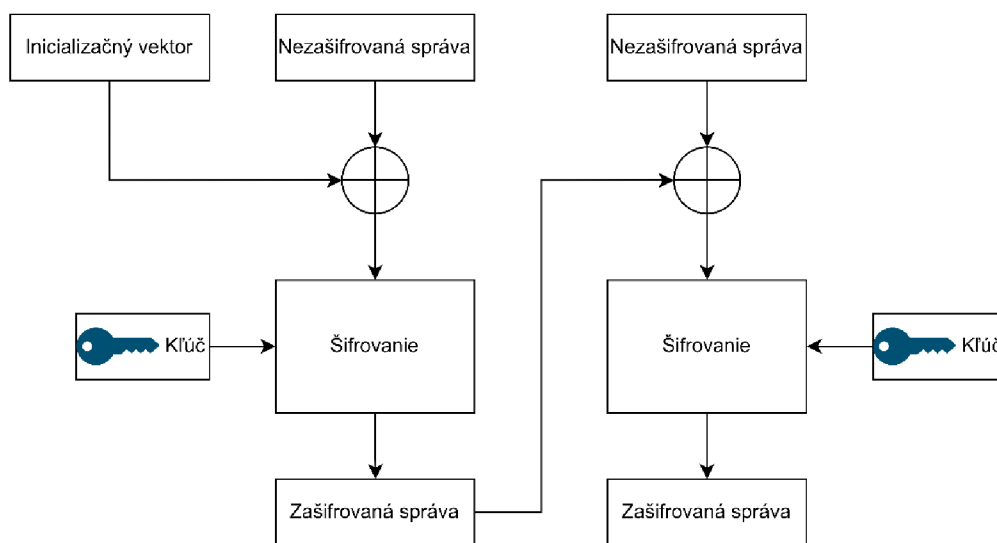 Inicializačný vektor
Nezašifrovaná správa
Nezašifrovaná správa
Kľúč
Šifrovanie
Šifrovanie
Kľúč
Zašifrovaná správa
Zašifrovaná správa